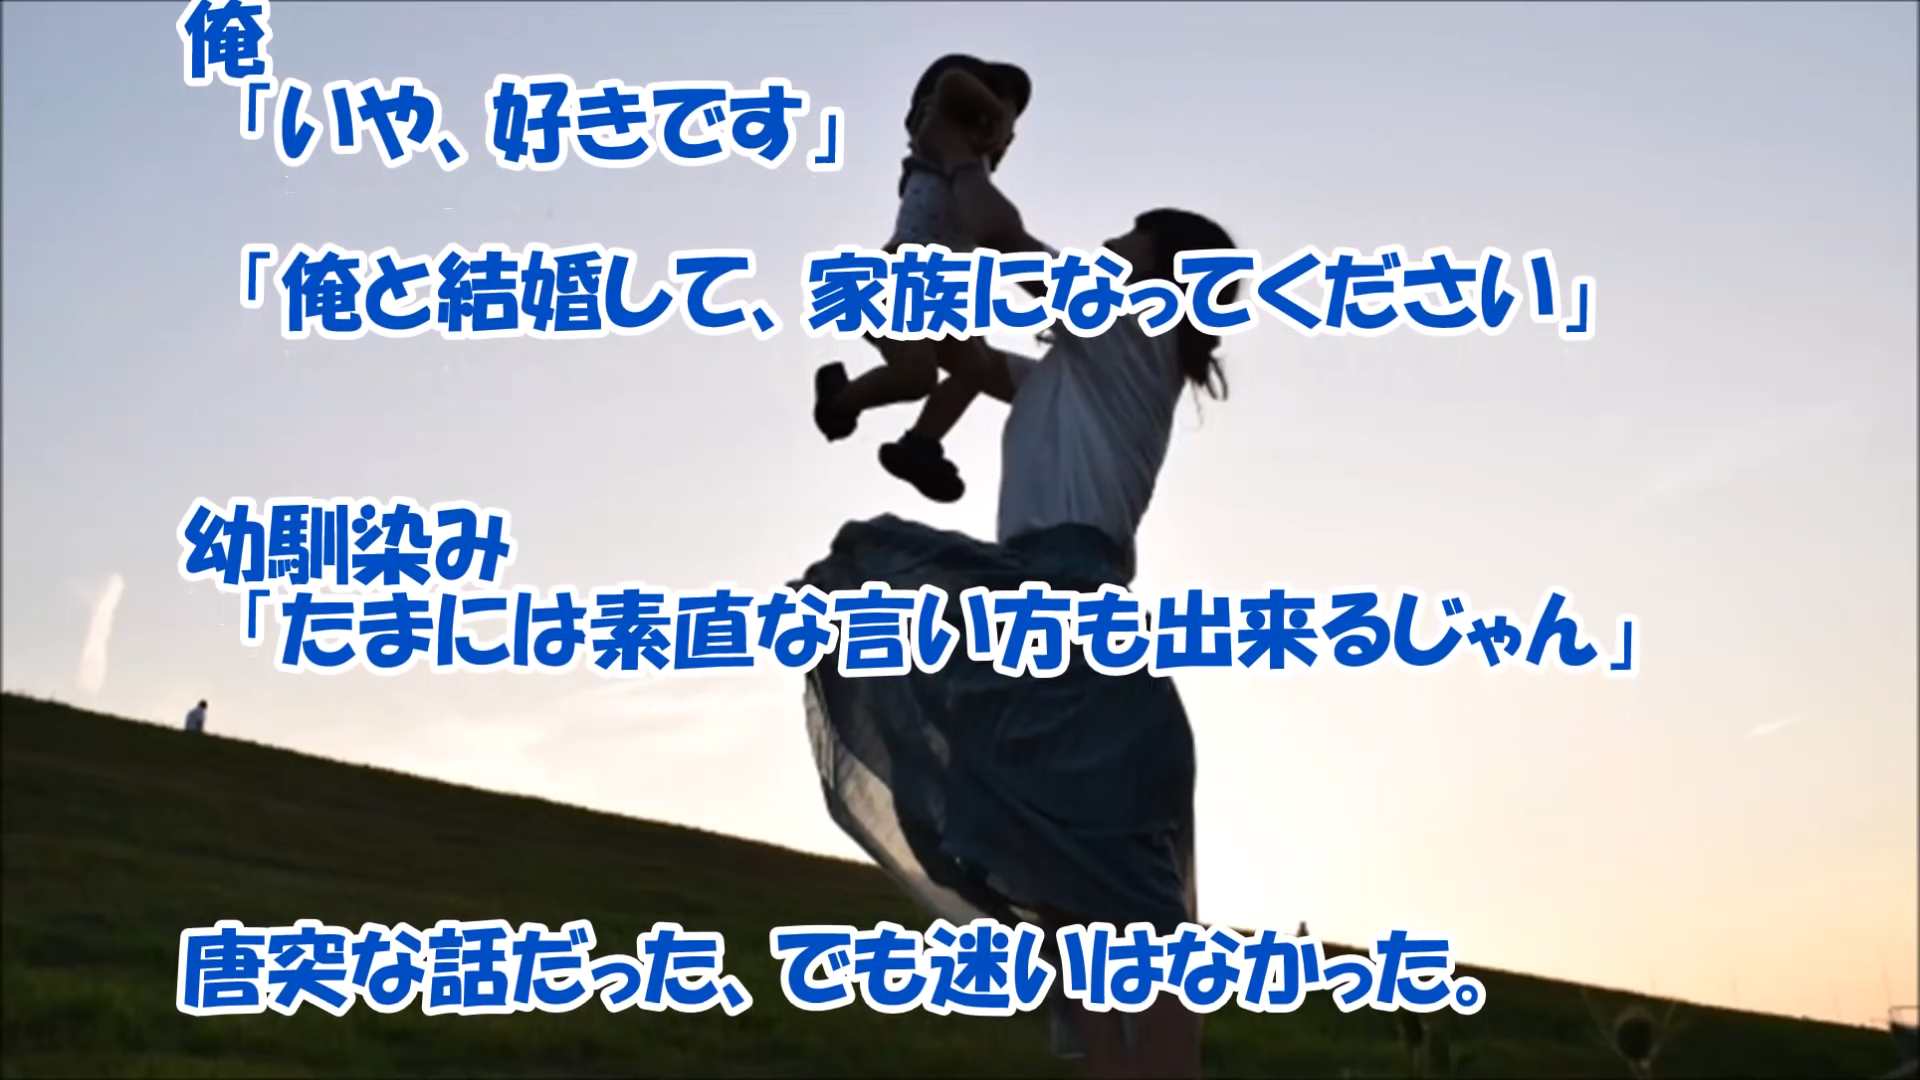 俺
「いや、好きです」
「俺と結婚して、家族になってください」
幼馴染み
「たまには素直な言い方も出来るじゃん」
唐突な話だった、でも迷いはなかった。